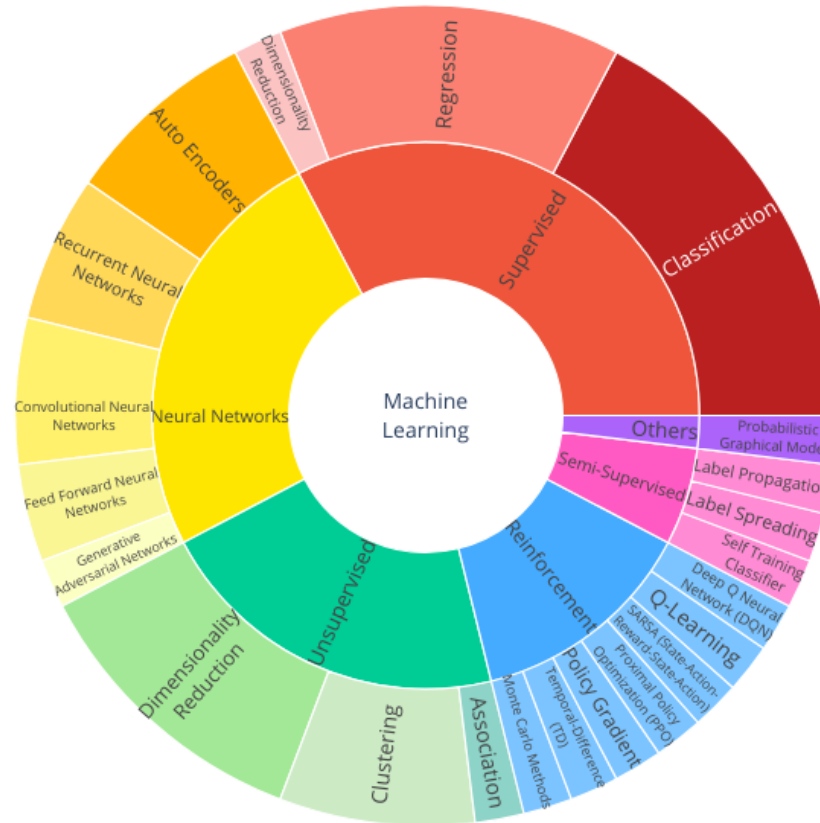 Machine
Learning
Supervised
Classification
Regression
Dimensionality
Reduction
Neural Networks
Auto Encoders
Recurrent Neural
Networks
Convolutional Neural
Networks
Feed Forward Neural
Networks
Generative
Adversarial Networks
Unsupervised
Dimensionality
Reduction
Clustering
Association
Reinforcement
Monte Carlo Methods
Temporal-Difference
(TD)
Policy Gradient
Proximal Policy
Optimization (PPO)
SARSA (State-Action-
Reward-State-Action)
Q-Learning
Deep Q Neural
Network (DQN)
Semi-Supervised
Self Training
Classifier
Label Spreading
Label Propagatio
Others
Probabilistic
Graphical Mode